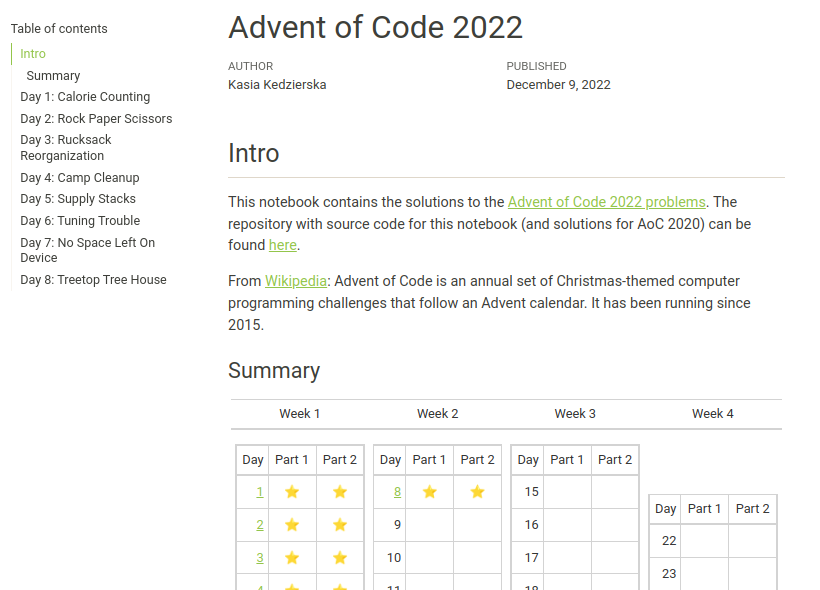 Table of contents
Intro
Summary
Day 1: Calorie Counting
Day 2: Rock Paper Scissors
Day 3: Rucksack
Reorganization
Day 4: Camp Cleanup
Day 5: Supply Stacks
Day 6: Tuning Trouble
Day 7: No Space Left On
Device
Day 8: Treetop Tree House
Advent of Code 2022
AUTHOR PUBLISHED
Kasia Kedzierska December 9, 2022
Intro
This notebook contains the solutions to the Advent of Code 2022 problems. The
repository with source code for this notebook (and solutions for AoC 2020) can be
found here.
From Wikipedia: Advent of Code is an annual set of Christmas-themed computer
programming challenges that follow an Advent calendar. It has been running since
2015.
Summary
Week 1 Week 2 Week 3 Week 4
Day Part 1 Part 2 Day Part 1 Part 2 Day Part 1 Part 2
1 ⭐ ⭐ 8 ⭐ ⭐ 15
Day Part 1 Part 2
2 ⭐ ⭐ 9 16
22
3 ⭐ ⭐ 10 17
23
4 ⭐ ⭐ 11 18